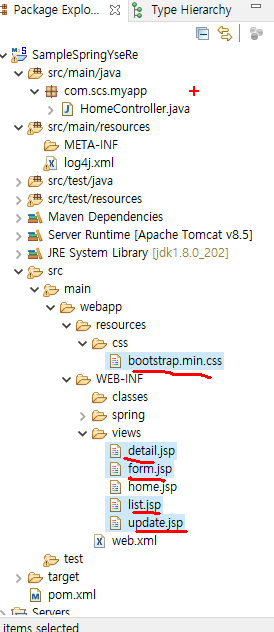 Package Explo...
Type Hierarchy
SampleSpringYseRe
src/main/java
com.scs.myapp
HomeController.java
src/main/resources
META-INF
log4j.xml
src/test/java
src/test/resources
Maven Dependencies
Server Runtime [Apache Tomcat v8.5]
JRE System Library [jdk1.8.0_202]
src
main
webapp
resources
css
bootstrap.min.css
WEB-INF
classes
spring
views
detail.jsp
form.jsp
home.jsp
list.jsp
update.jsp
web.xml
test
target
pom.xml
Servers
items selected